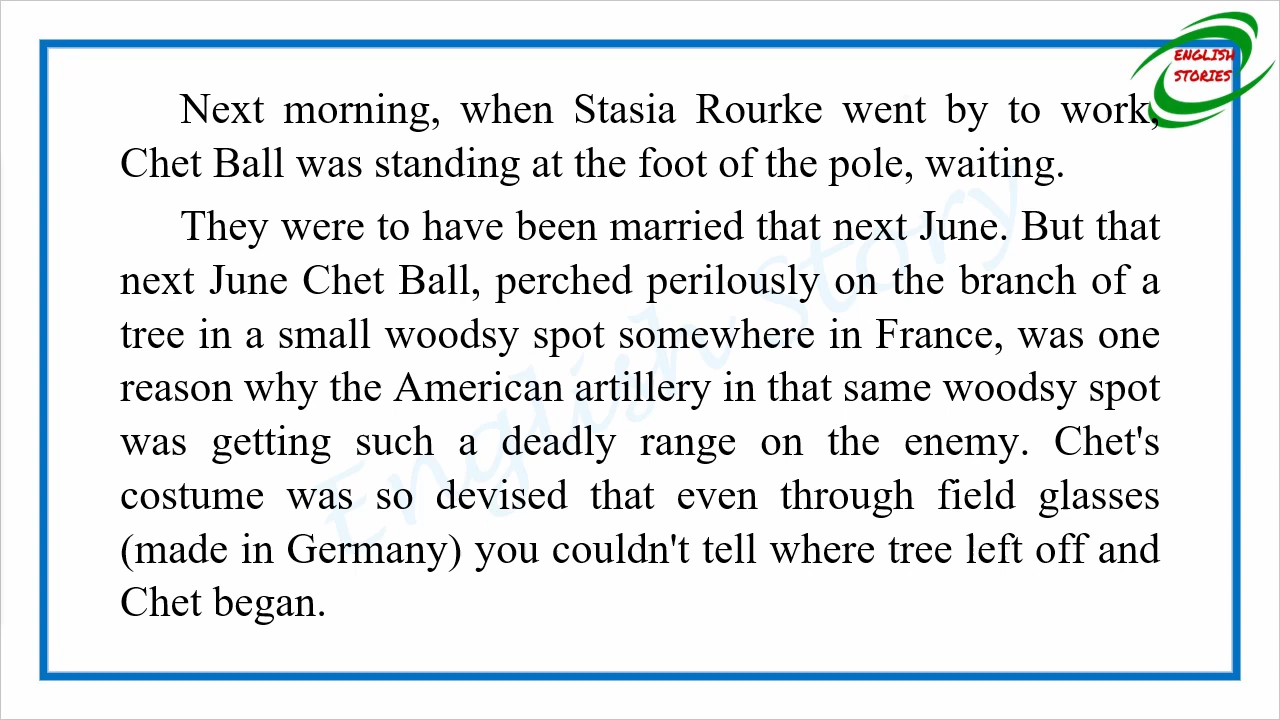 ENGLISH
STORIES
Next morning, when Stasia Rourke went by to work,
Chet Ball was standing at the foot of the pole, waiting.
They were to have been married that next June. But that
next June Chet Ball, perched perilously on the branch of a
tree in a small woodsy spot somewhere in France, was one
reason why the American artillery in that same woodsy spot
was getting such a deadly range on the enemy. Chet's
costume was so devised that even through field glasses
(made in Germany) you couldn't tell where tree left off and
Chet began.
English Story